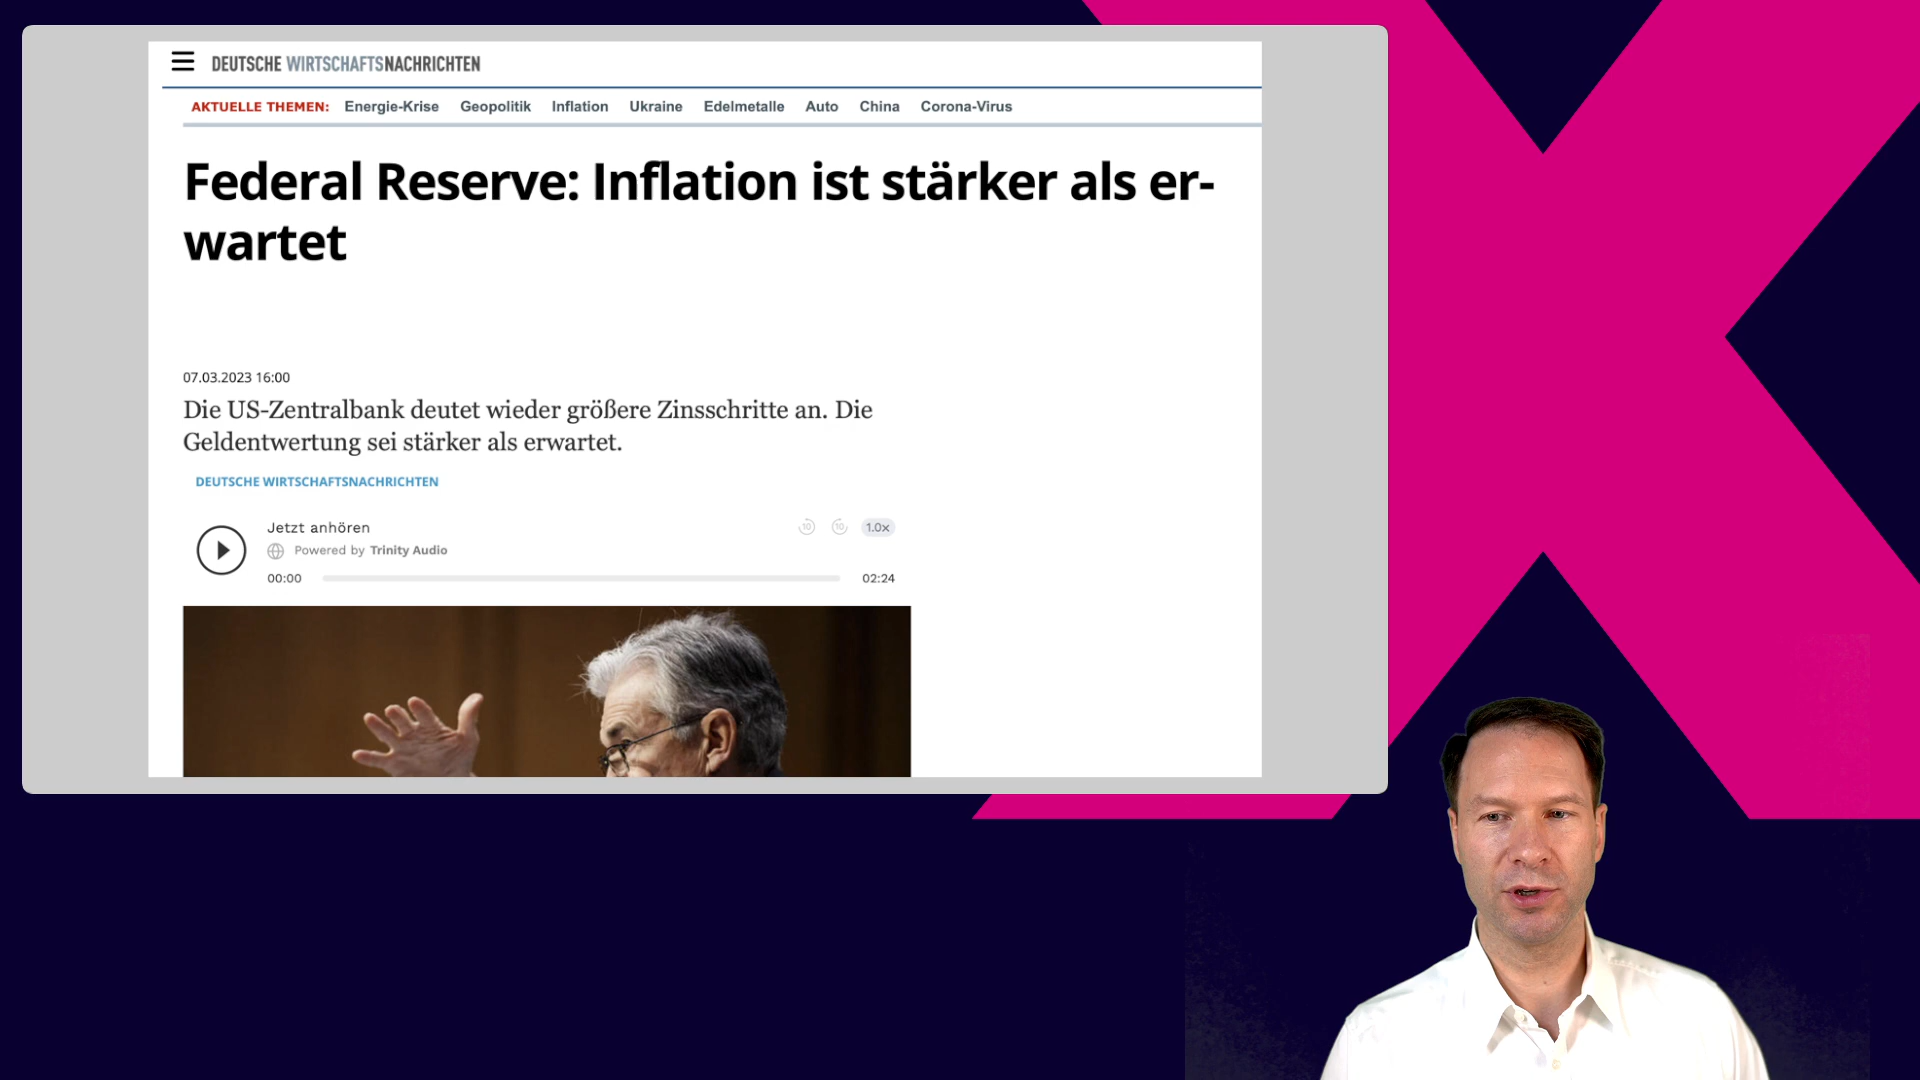 DEUTSCHE WIRTSCHAFTSNACHRICHTEN
AKTUELLE THEMEN: Energie-Krise Geopolitik Inflation Ukraine Edelmetalle Auto China Corona-Virus
Federal Reserve: Inflation ist stärker als er-
wartet
07.03.2023 16:00
Die US-Zentralbank deutet wieder größere Zinsschritte an. Die
Geldentwertung sei stärker als erwartet.
DEUTSCHE WIRTSCHAFTSNACHRICHTEN
Jetzt anhören
10 10 1.0x
Powered by Trinity Audio
00:00 02:24